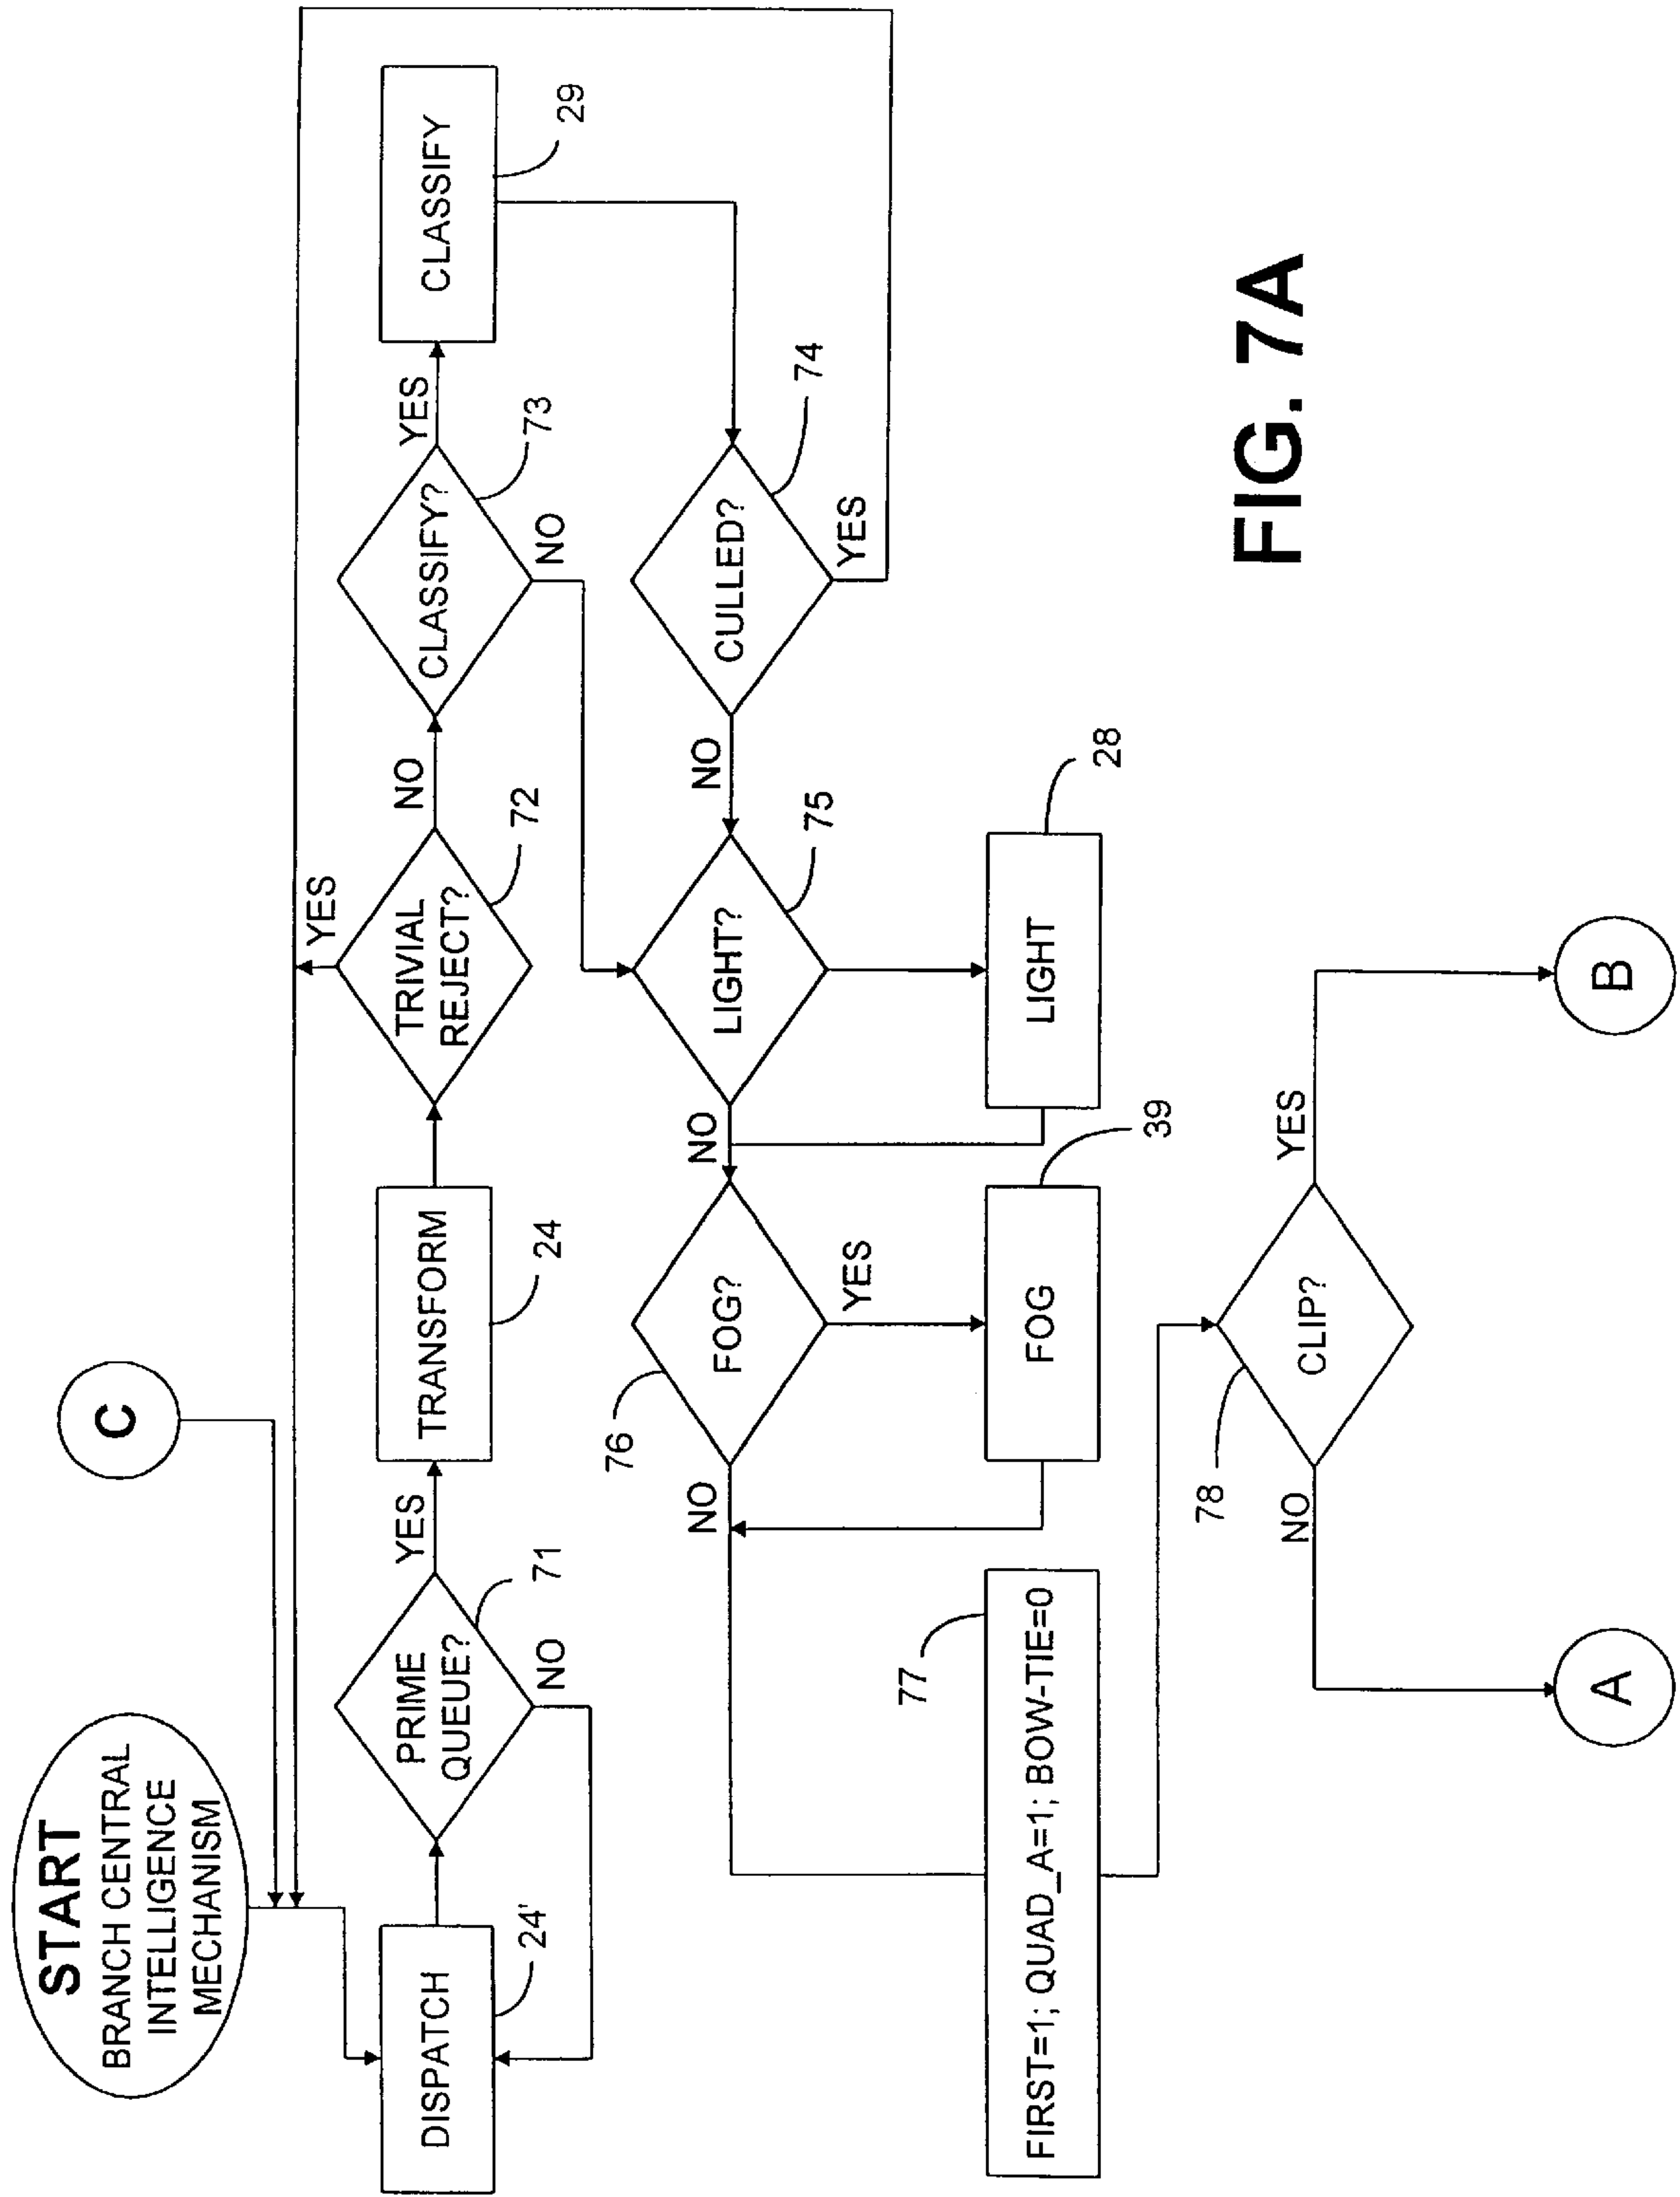 START
BRANCH CENTRAL
INTELLIGENCE
MECHANISM
C
DISPATCH
24'
PRIME
QUEUE?
71
YES
NO
TRANSFORM
24
TRIVIAL
REJECT?
72
YES
NO
CLASSIFY?
73
YES
NO
CLASSIFY
29
CULLED?
74
YES
NO
LIGHT?
75
NO
LIGHT
28
FOG?
76
YES
NO
FOG
39
FIRST=1; QUAD_A=1; BOW-TIE=0
77
CLIP?
78
YES
NO
A
B
FIG. 7A